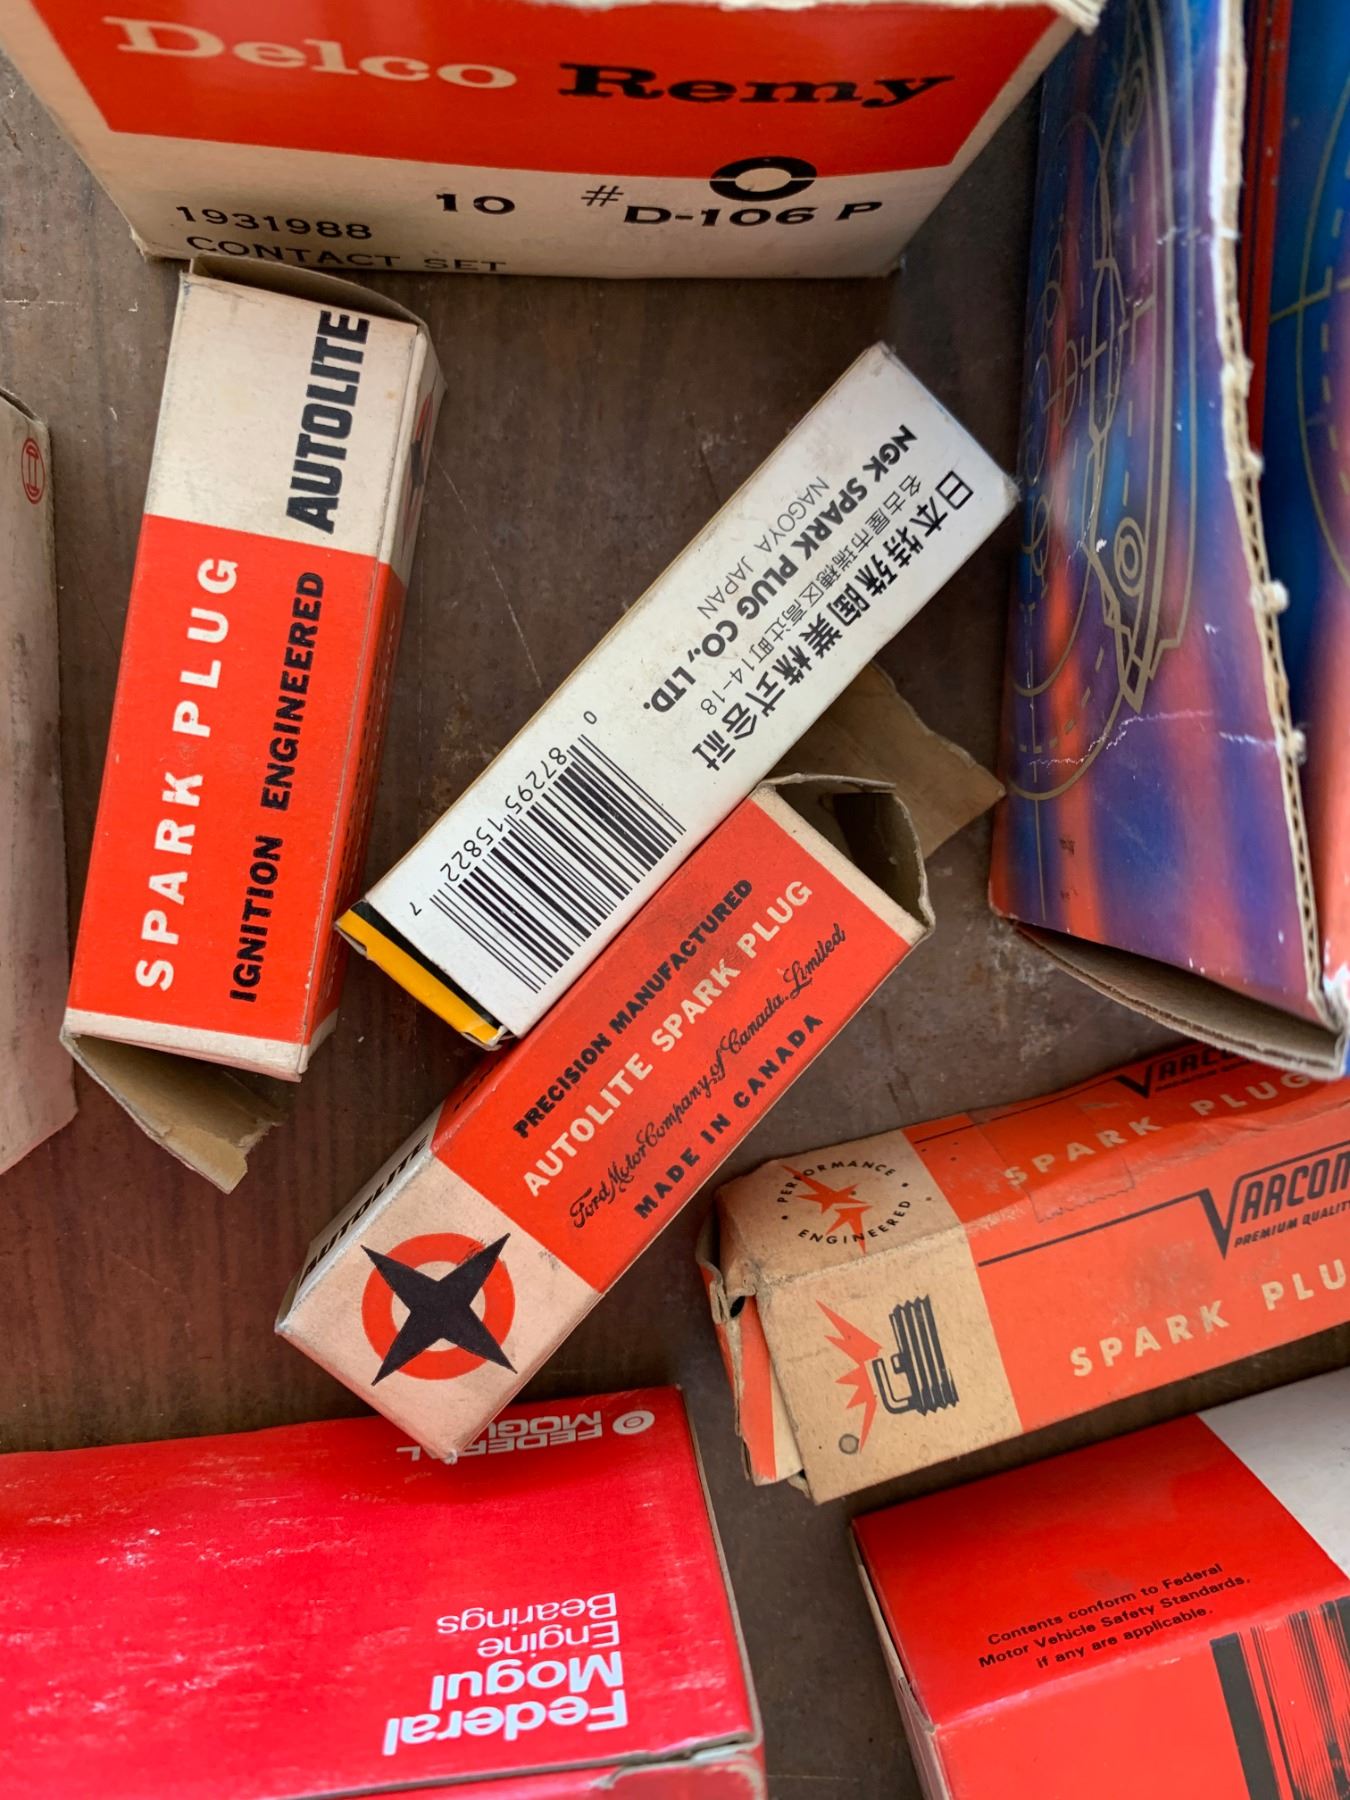 Delco Remy
10 #D-106 P
1931988
CONTACT SET
AUTOLITE
SPARK PLUG
IGNITION ENGINEERED
日本特殊陶業株式会社
名古屋市瑞穂区高辻町14-18
NGK SPARK PLUG CO., LTD.
NAGOYA JAPAN
0 87295 15822 7
PRECISION MANUFACTURED
AUTOLITE SPARK PLUG
Ford Motor Company of Canada, Limited
MADE IN CANADA
AUTOLITE
SPARK PLUG
PERFORMANCE
ENGINEERED
VARCON
PREMIUM QUALITY
SPARK PLU
FEDERAL
MOGUL
Federal
Mogul
Engine
Bearings
Contents conform to Federal
Motor Vehicle Safety Standards,
if any are applicable.